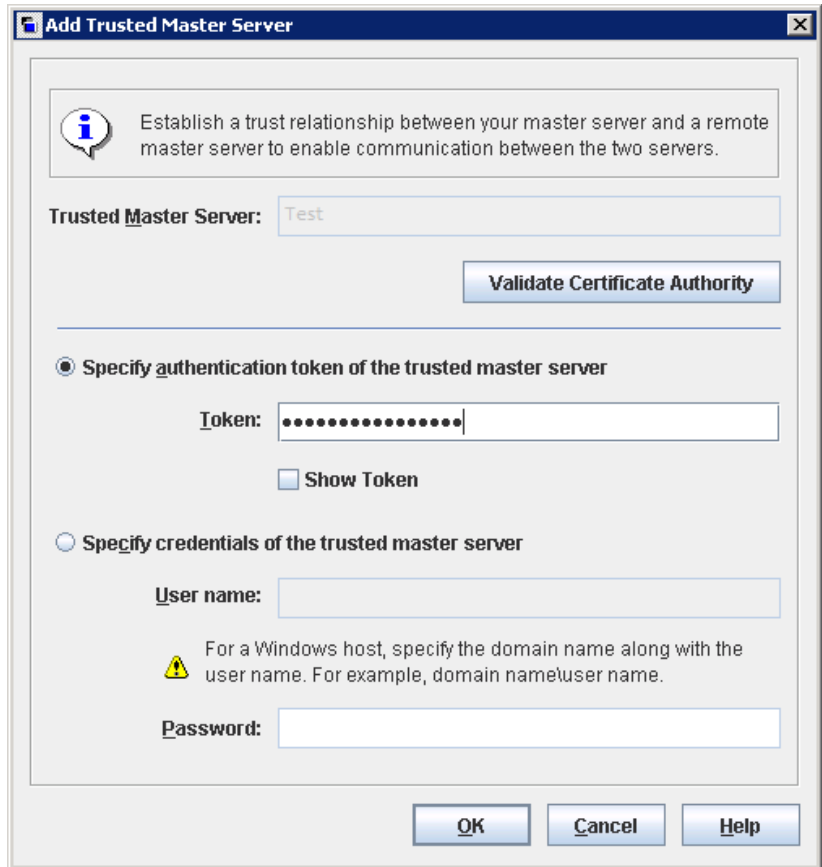 Add Trusted Master Server
Establish a trust relationship between your master server and a remote
master server to enable communication between the two servers.
Trusted Master Server: Test
Validate Certificate Authority
Specify authentication token of the trusted master server
Token: ●●●●●●●●●●●●●●●●
Show Token
Specify credentials of the trusted master server
User name:
For a Windows host, specify the domain name along with the
user name. For example, domain name\user name.
Password:
OK Cancel Help